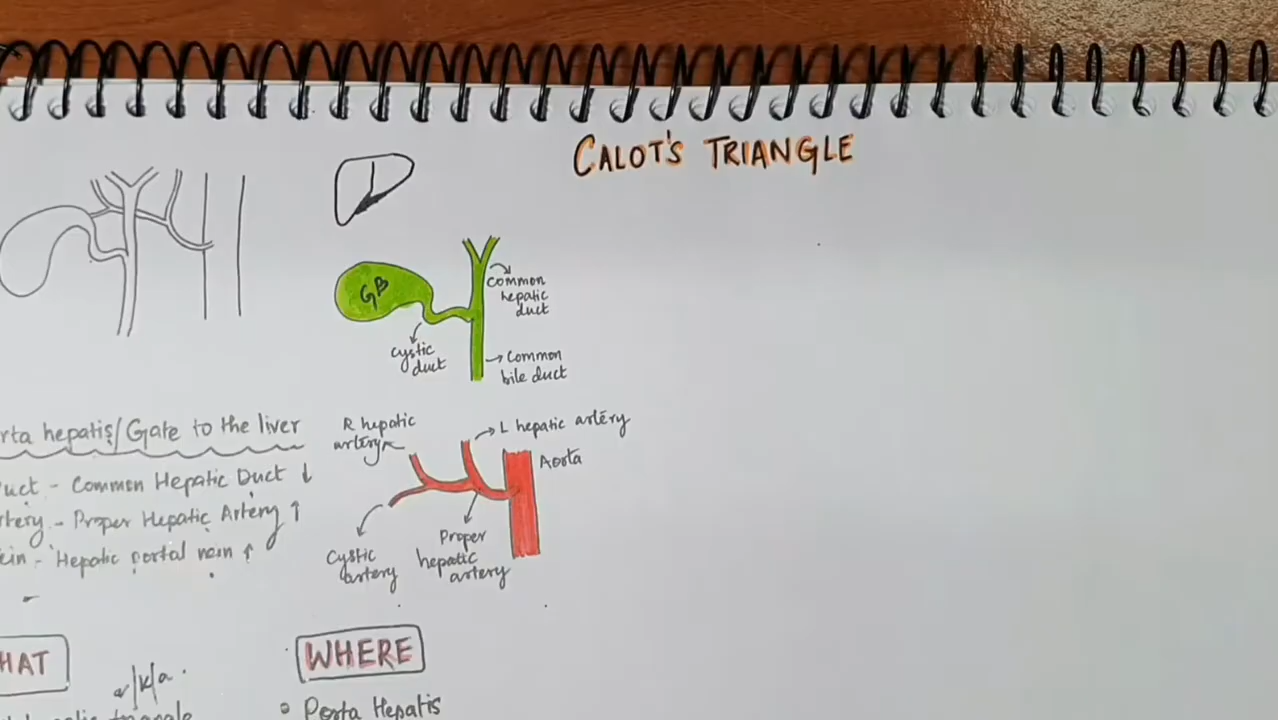 CALOT'S TRIANGLE
GB
Common
hepatic
duct
Cystic
duct
Common
bile duct
rta hepatis/Gate to the liver
uct - Common Hepatic Duct ↓
rtery - Proper Hepatic Artery ↑
ein - Hepatic portal vein ↑
R hepatic
artery
L hepatic artery
Aorta
Cystic
artery
Proper
hepatic
artery
HAT
a/k/a
triangle
WHERE
Porta Hepatis